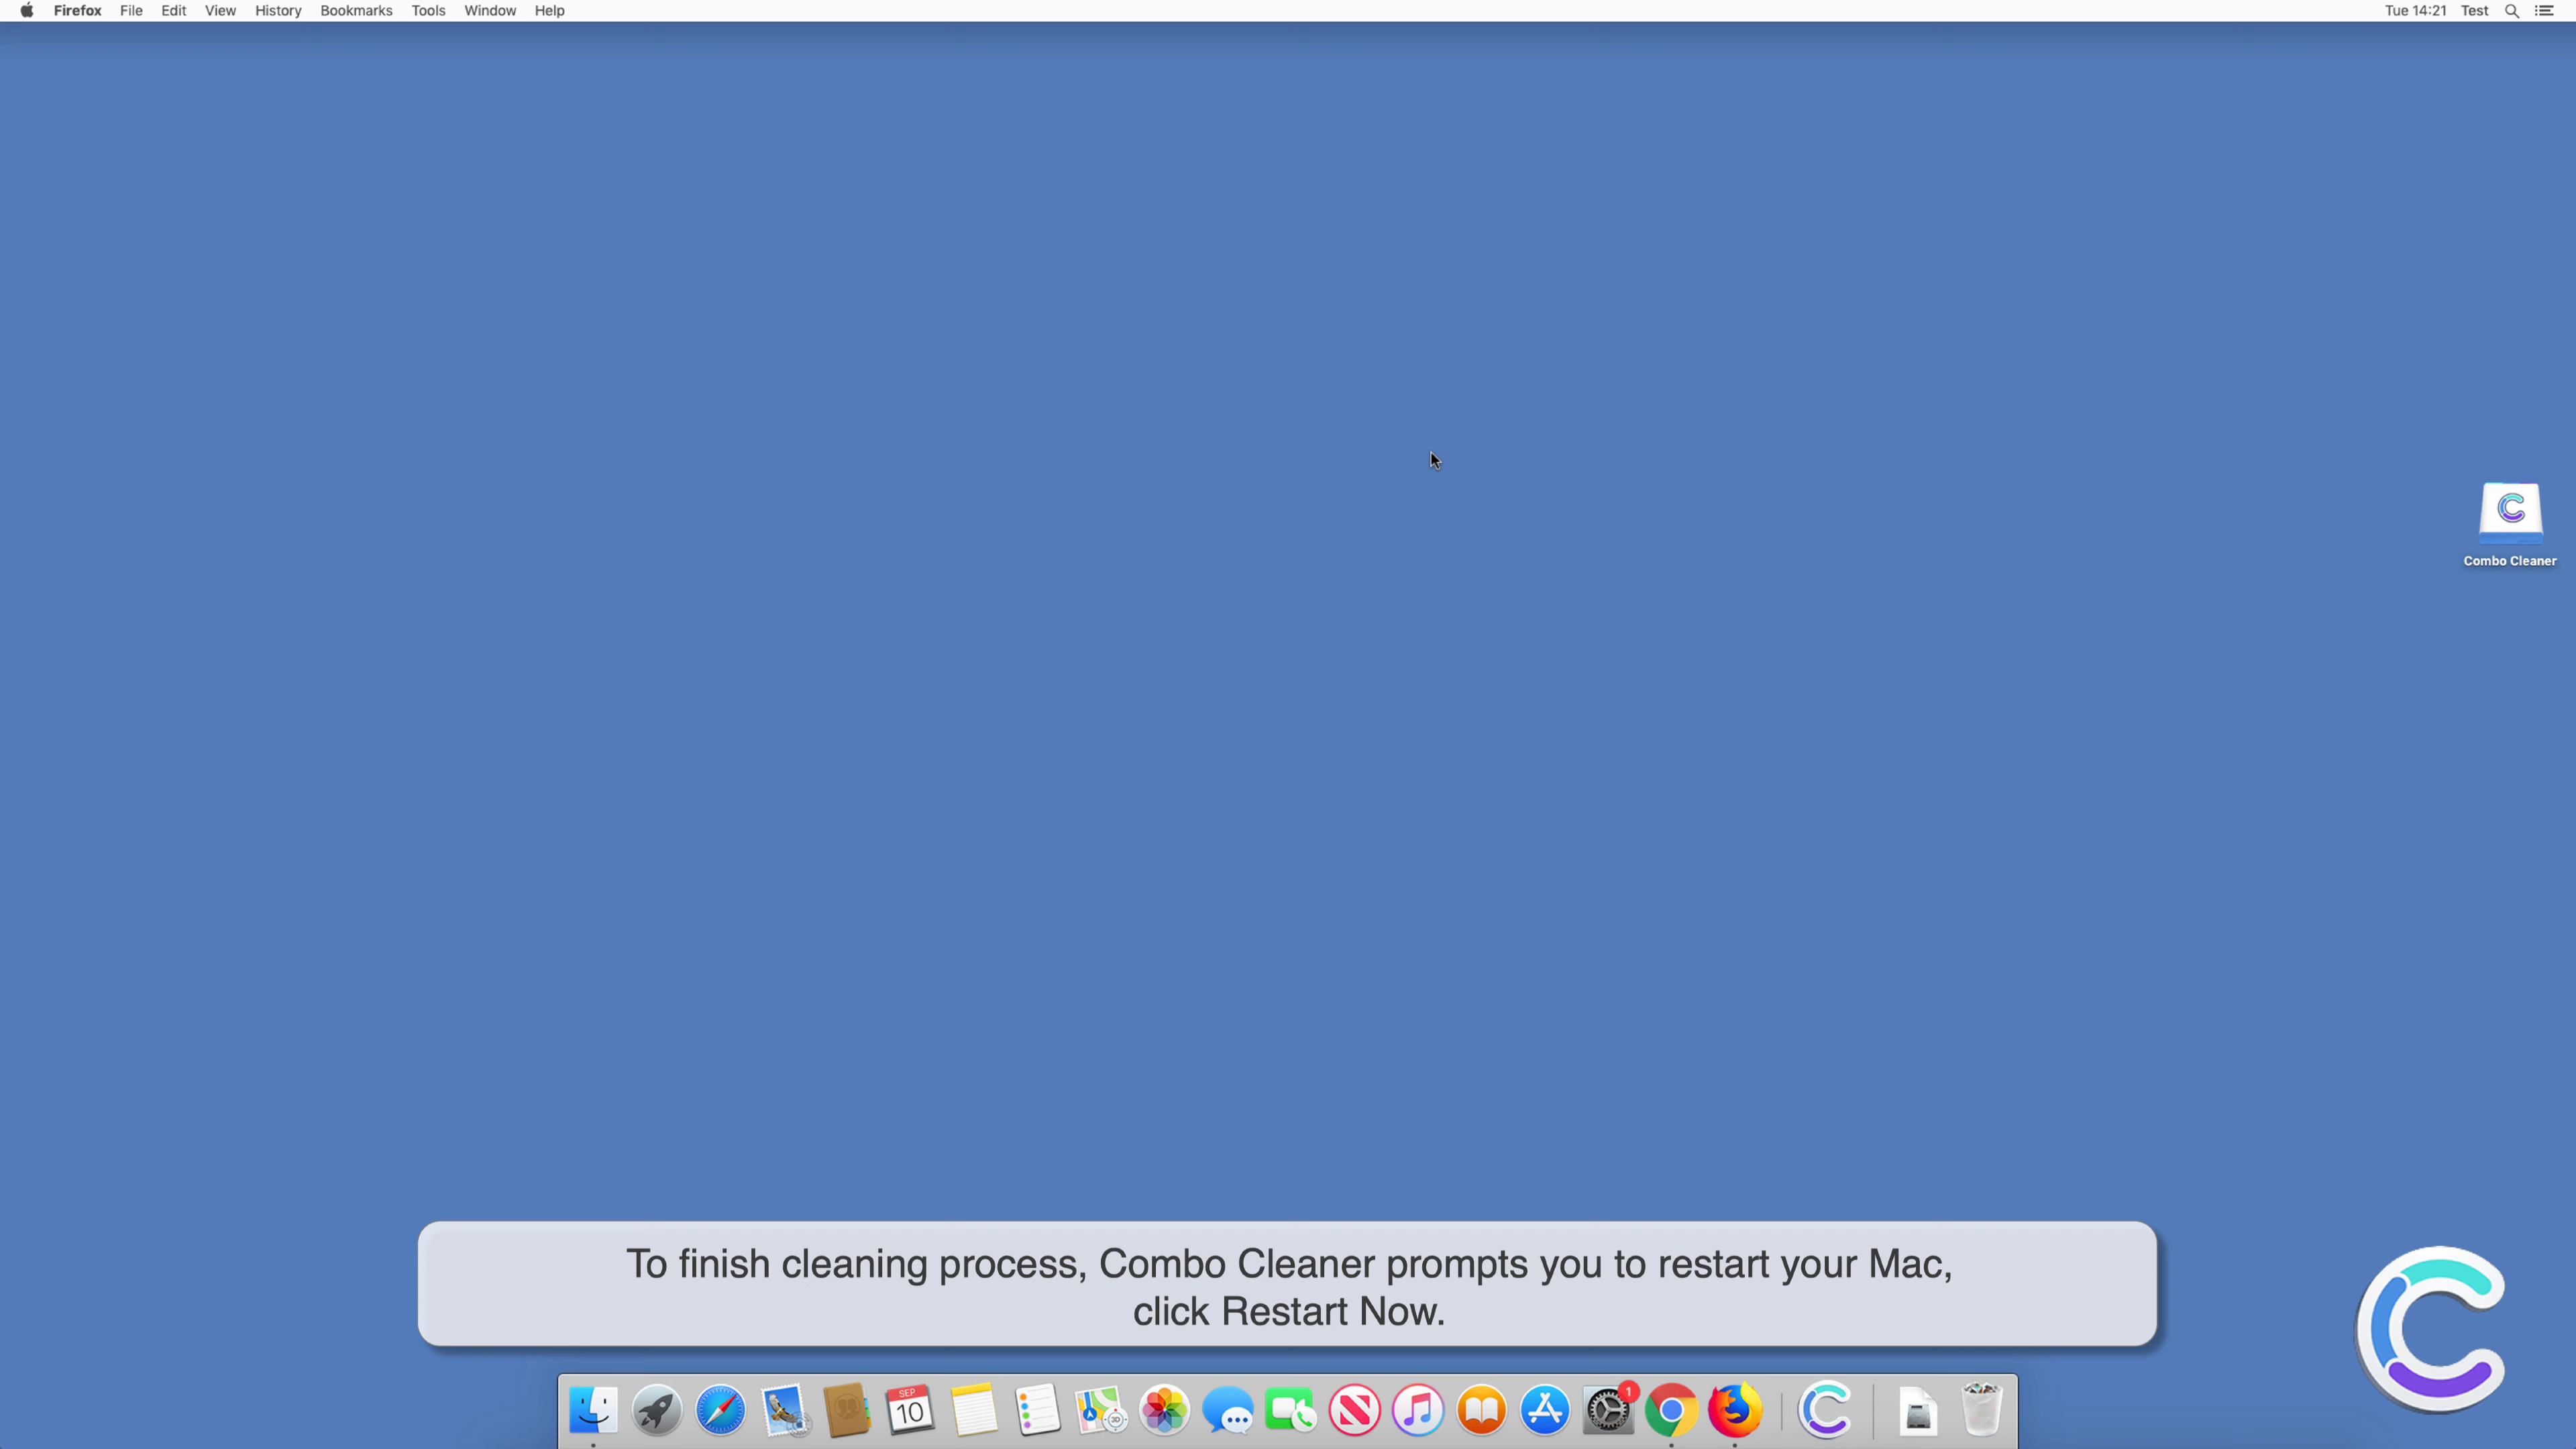 Firefox File Edit View History Bookmarks Tools Window Help Tue 14:21 Test
Combo Cleaner
To finish cleaning process, Combo Cleaner prompts you to restart your Mac,
click Restart Now.
SEP
10
3D
1